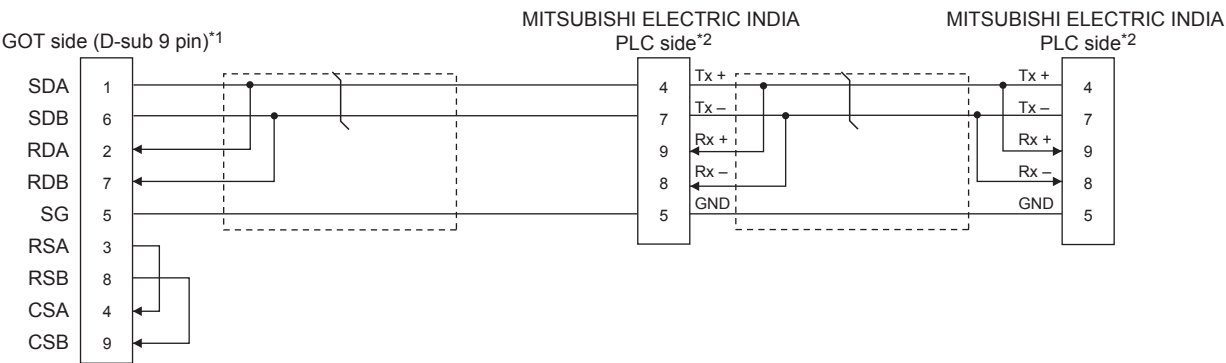 MITSUBISHI ELECTRIC INDIA
PLC side*2
MITSUBISHI ELECTRIC INDIA
PLC side*2
GOT side (D-sub 9 pin)*1
SDA 1 4 Tx + Tx + 4
SDB 6 7 Tx – Tx – 7
RDA 2 9 Rx + Rx + 9
RDB 7 8 Rx – Rx – 8
SG 5 5 GND GND 5
RSA 3
RSB 8
CSA 4
CSB 9